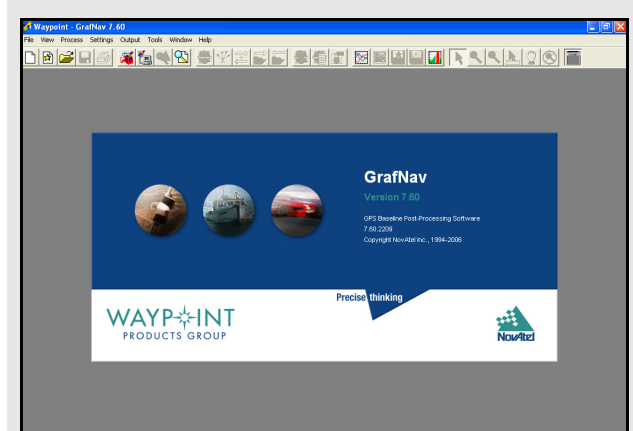 Waypoint - GrafNav 7.60
File View Process Settings Output Tools Window Help
GrafNav
Version 7.60
GPS Baseline Post-Processing Software
7.60.2209
Copyright NovAtel Inc., 1994-2006
Precise thinking
WAYPOINT
PRODUCTS GROUP
NovAtel